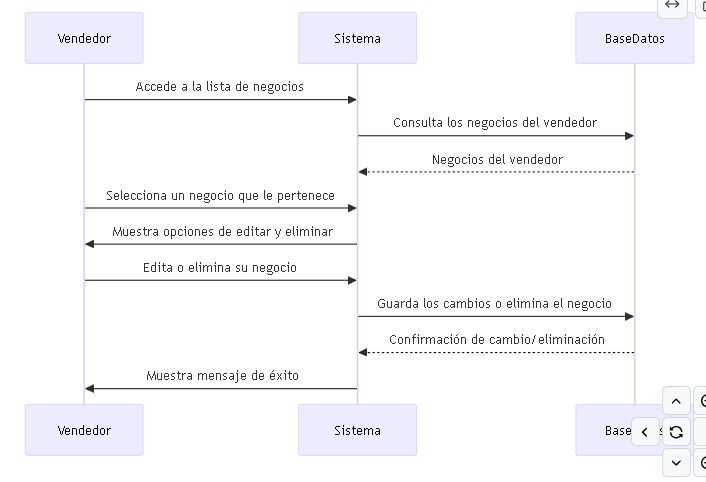 Vendedor
Sistema
BaseDatos
Accede a la lista de negocios
Consulta los negocios del vendedor
Negocios del vendedor
Selecciona un negocio que le pertenece
Muestra opciones de editar y eliminar
Edita o elimina su negocio
Guarda los cambios o elimina el negocio
Confirmación de cambio/eliminación
Muestra mensaje de éxito
Vendedor
Sistema